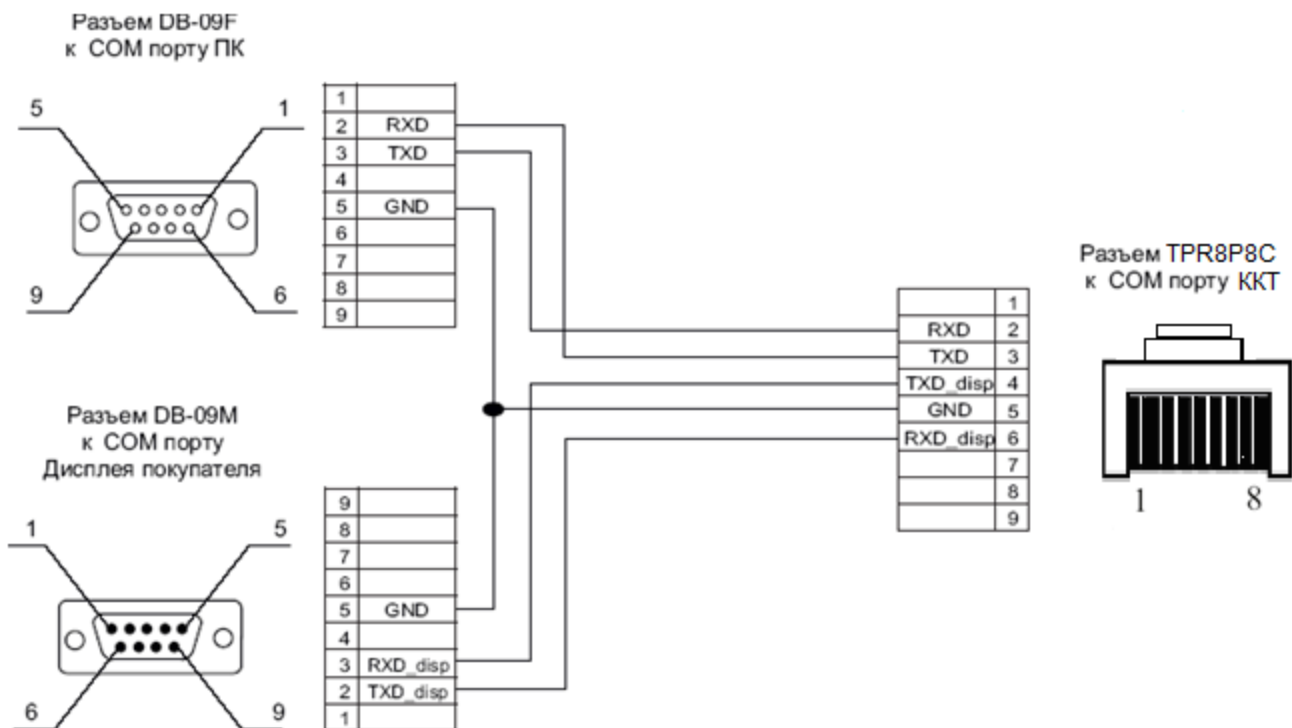 Разъем DB-09F
к COM порту ПК
5
1
9
6
1
2 RXD
3 TXD
4
5 GND
6
7
8
9
Разъем TPR8P8C
к COM порту ККТ
1
RXD 2
TXD 3
TXD_disp 4
GND 5
RXD_disp 6
7
8
9
1 8
Разъем DB-09M
к COM порту
Дисплея покупателя
1
5
6
9
9
8
7
6
5 GND
4
3 RXD_disp
2 TXD_disp
1